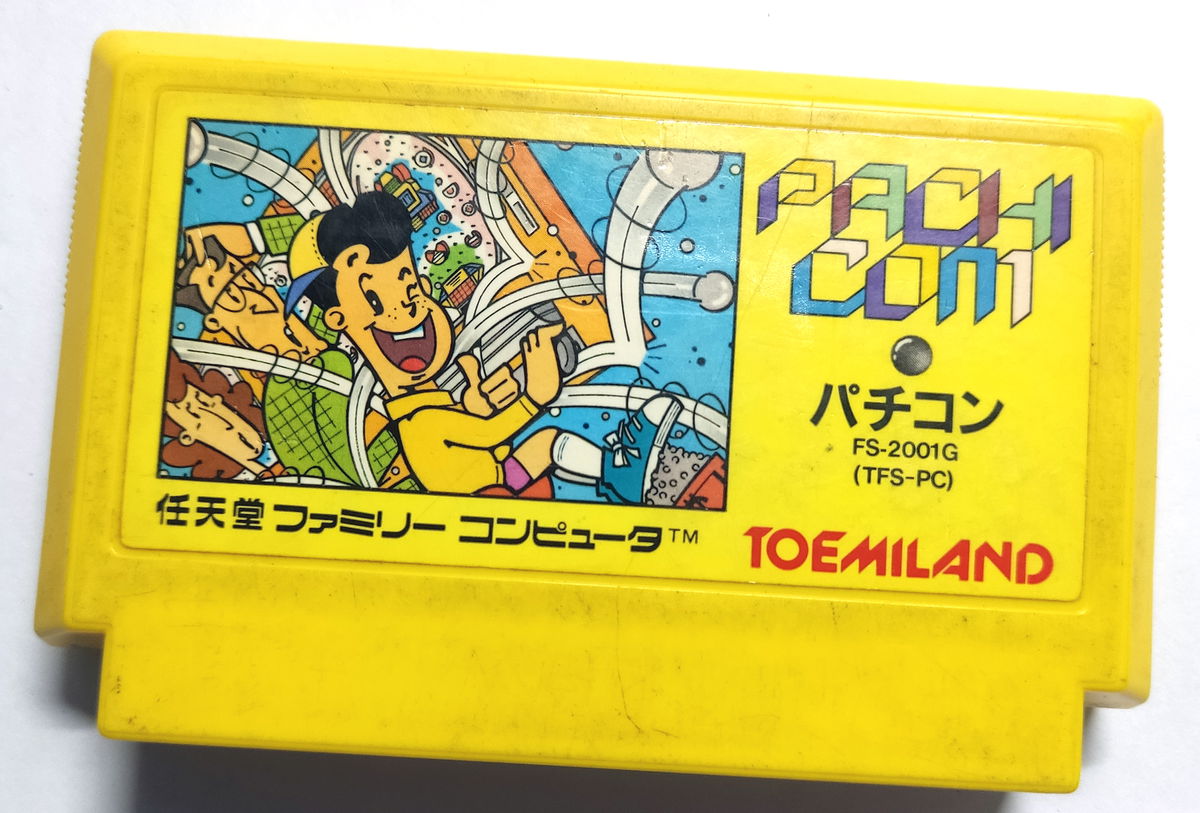 PACHI
COM
パチコン
FS-2001G
(TFS-PC)
任天堂 ファミリー コンピュータ™
TOEMILAND